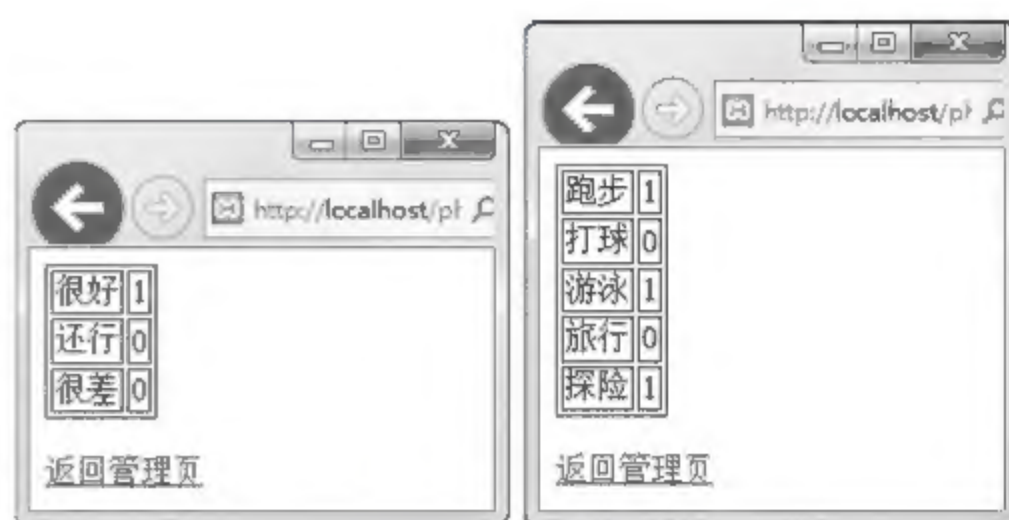 http://localhost/ph
很好 1
还行 0
很差 0
返回管理页
http://localhost/ph
跑步 1
打球 0
游泳 1
旅行 0
探险 1
返回管理页